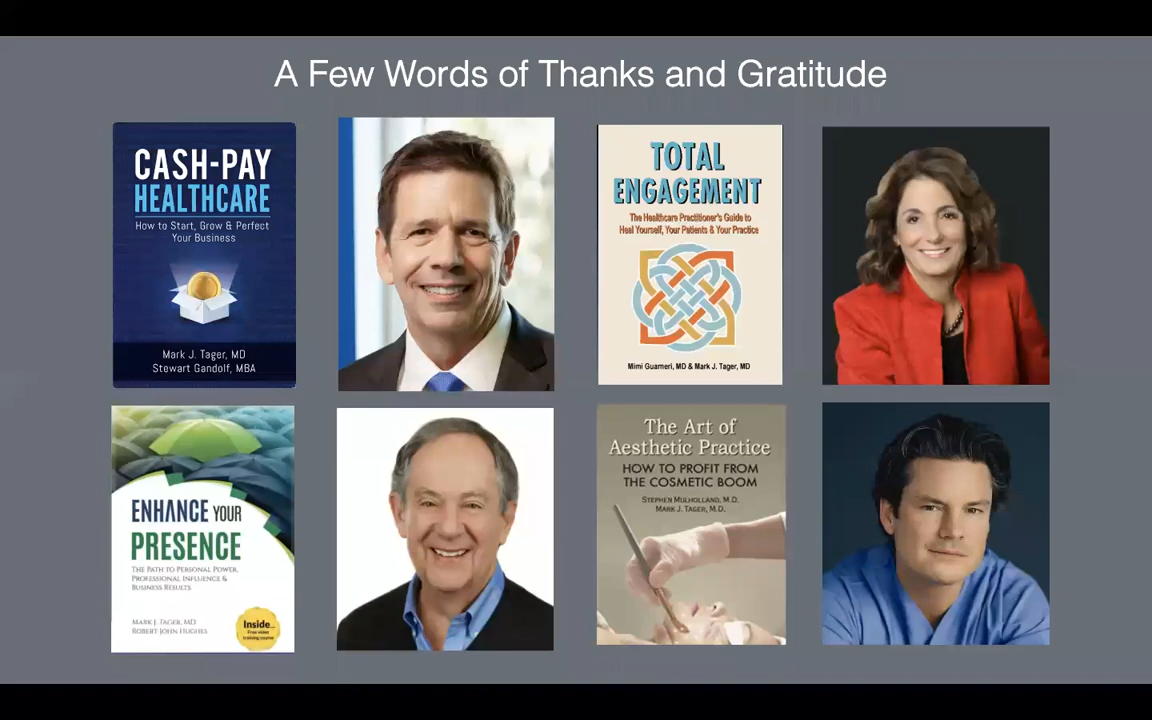 A Few Words of Thanks and Gratitude
CASH-PAY
HEALTHCARE
How to Start, Grow & Perfect
Your Business
Mark J. Tager, MD
Stewart Gandolf, MBA
TOTAL
ENGAGEMENT
The Healthcare Practitioner's Guide to
Heal Yourself, Your Patients & Your Practice
Mimi Guarneri, MD & Mark J. Tager, MD
ENHANCE YOUR
PRESENCE
THE PATH TO PERSONAL POWER,
PROFESSIONAL INFLUENCE &
BUSINESS RESULTS
MARK J. TAGER, MD
ROBERT JOHN HUGHES
Inside...
Free video
training course
The Art of
Aesthetic Practice
HOW TO PROFIT FROM
THE COSMETIC BOOM
STEPHEN MULHOLLAND, M.D.
MARK J. TAGER, M.D.